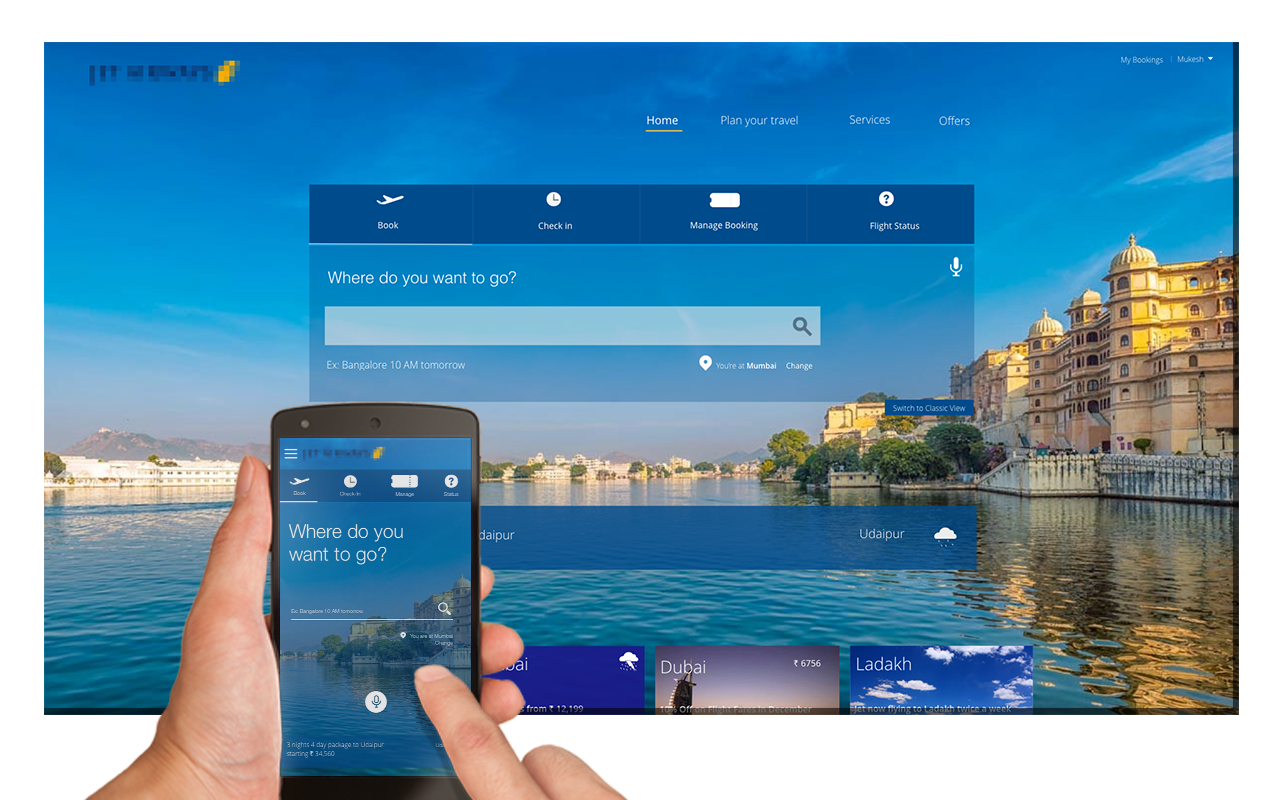 My Bookings | Mukesh
Home Plan your travel Services Offers
Book Check in Manage Booking Flight Status
Where do you want to go?
Ex: Bangalore 10 AM tomorrow
You're at Mumbai Change
Switch to Classic View
daipur
Udaipur
bai
from ₹ 12,199
Dubai
₹ 6756
10% Off on Flight Fares in December
Ladakh
Jet now flying to Ladakh twice a week
Book Check-In Manage Status
Where do you
want to go?
Ex: Bangalore 10 AM tomorrow
You are at Mumbai
Change
3 nights 4 day package to Udaipur
starting ₹ 34,560